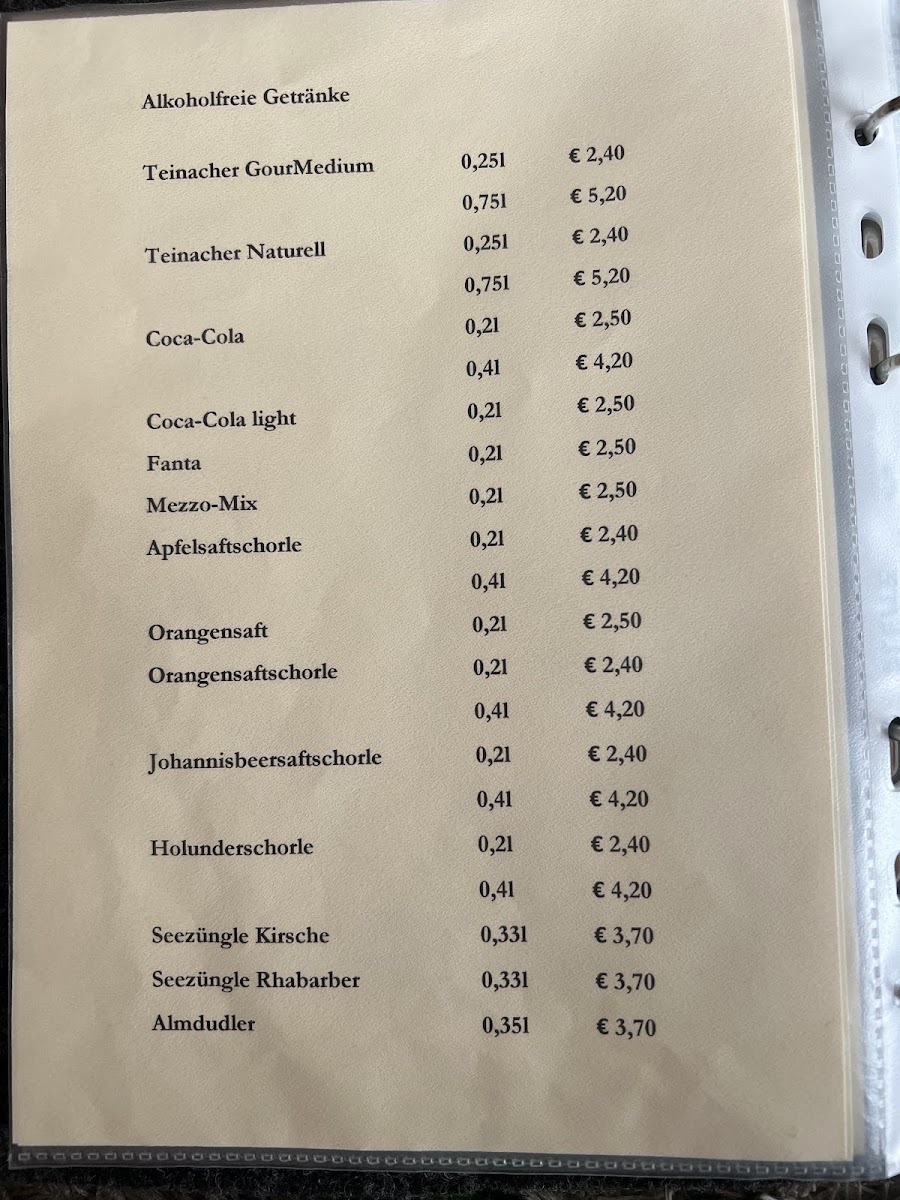 Alkoholfreie Getränke
Teinacher GourMedium 0,25l € 2,40
0,75l € 5,20
Teinacher Naturell 0,25l € 2,40
0,75l € 5,20
Coca-Cola 0,2l € 2,50
0,4l € 4,20
Coca-Cola light 0,2l € 2,50
Fanta 0,2l € 2,50
Mezzo-Mix 0,2l € 2,50
Apfelsaftschorle 0,2l € 2,40
0,4l € 4,20
Orangensaft 0,2l € 2,50
Orangensaftschorle 0,2l € 2,40
0,4l € 4,20
Johannisbeersaftschorle 0,2l € 2,40
0,4l € 4,20
Holunderschorle 0,2l € 2,40
0,4l € 4,20
Seezüngle Kirsche 0,33l € 3,70
Seezüngle Rhabarber 0,33l € 3,70
Almdudler 0,35l € 3,70